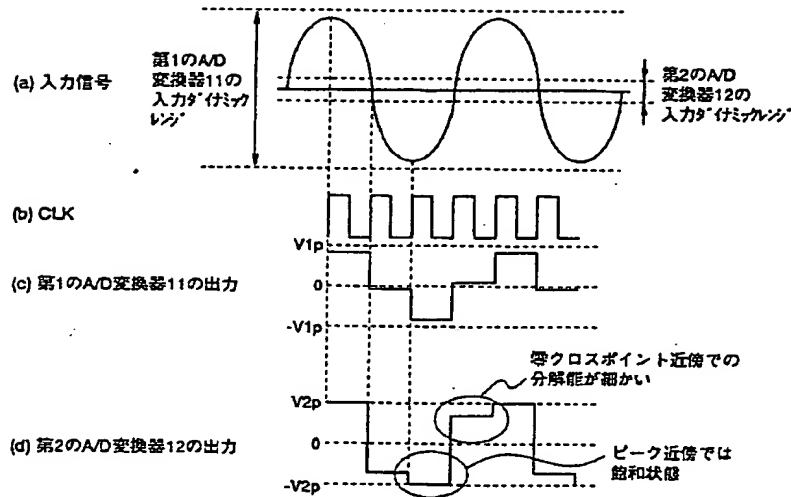 (a) 入力信号
第1のA/D
変換器11の
入力ダイナミック
レンジ
第2のA/D
変換器12の
入力ダイナミックレンジ
(b) CLK
V1p
(c) 第1のA/D変換器11の出力
0
-V1p
零クロスポイント近傍での
分解能が細かい
V2p
(d) 第2のA/D変換器12の出力
0
ピーク近傍では
飽和状態
-V2p